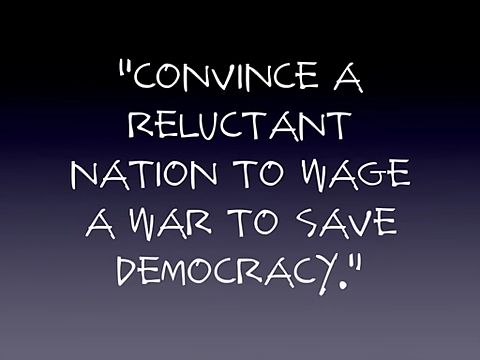 "CONVINCE A
RELUCTANT
NATION TO WAGE
A WAR TO SAVE
DEMOCRACY."